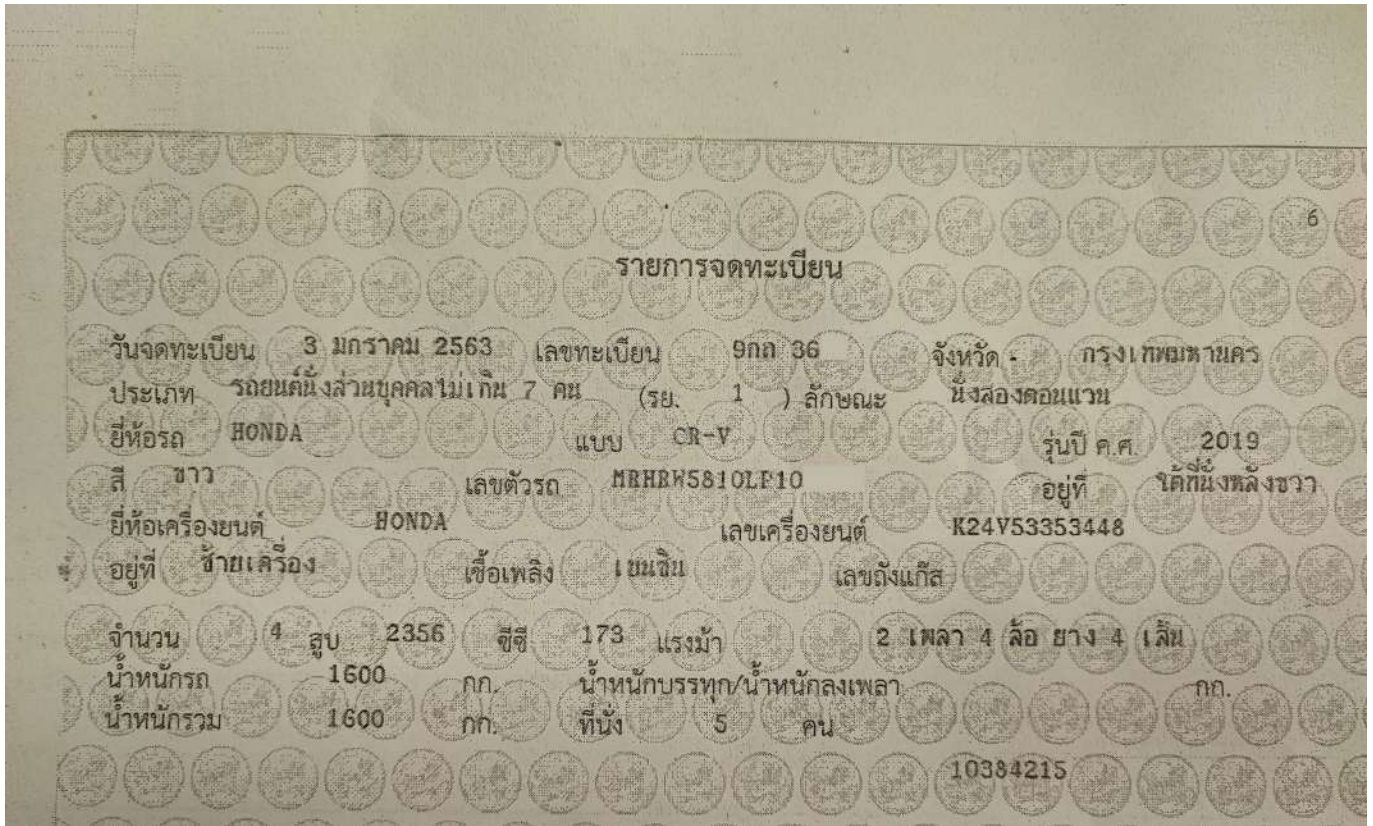 6
รายการจดทะเบียน
วันจดทะเบียน 3 มกราคม 2563 เลขทะเบียน 9กก 36 จังหวัด - กรุงเทพมหานคร
ประเภท รถยนต์นั่งส่วนบุคคลไม่เกิน 7 คน (รย. 1 ) ลักษณะ นั่งสองตอนแวน
ยี่ห้อรถ HONDA แบบ CR-V รุ่นปี ค.ศ. 2019
สี ขาว เลขตัวรถ MRHRW5810LP10 อยู่ที่ ใต้ที่นั่งหลังขวา
ยี่ห้อเครื่องยนต์ HONDA เลขเครื่องยนต์ K24V53353448
อยู่ที่ ซ้ายเครื่อง เชื้อเพลิง เบนซิน เลขถังแก๊ส
จำนวน 4 สูบ 2356 ซีซี 173 แรงม้า 2 เพลา 4 ล้อ ยาง 4 เส้น
น้ำหนักรถ 1600 กก. น้ำหนักบรรทุก/น้ำหนักลงเพลา กก.
น้ำหนักรวม 1600 กก. ที่นั่ง 5 คน
10384215